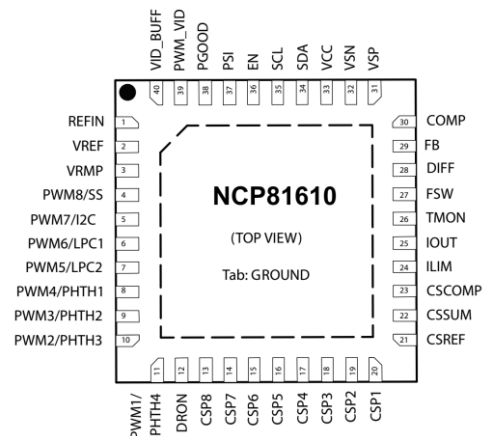 VID_BUFF
PWM_VID
PGOOD
PSI
EN
SCL
SDA
VCC
VSN
VSP
40
39
38
37
36
35
34
33
32
31
REFIN 1
VREF 2
VRMP 3
PWM8/SS 4
PWM7/I2C 5
PWM6/LPC1 6
PWM5/LPC2 7
PWM4/PHTH1 8
PWM3/PHTH2 9
PWM2/PHTH3 10
NCP81610
(TOP VIEW)
Tab: GROUND
30 COMP
29 FB
28 DIFF
27 FSW
26 TMON
25 IOUT
24 ILIM
23 CSCOMP
22 CSSUM
21 CSREF
11
12
13
14
15
16
17
18
19
20
PWM1/
PHTH4
DRON
CSP8
CSP7
CSP6
CSP5
CSP4
CSP3
CSP2
CSP1